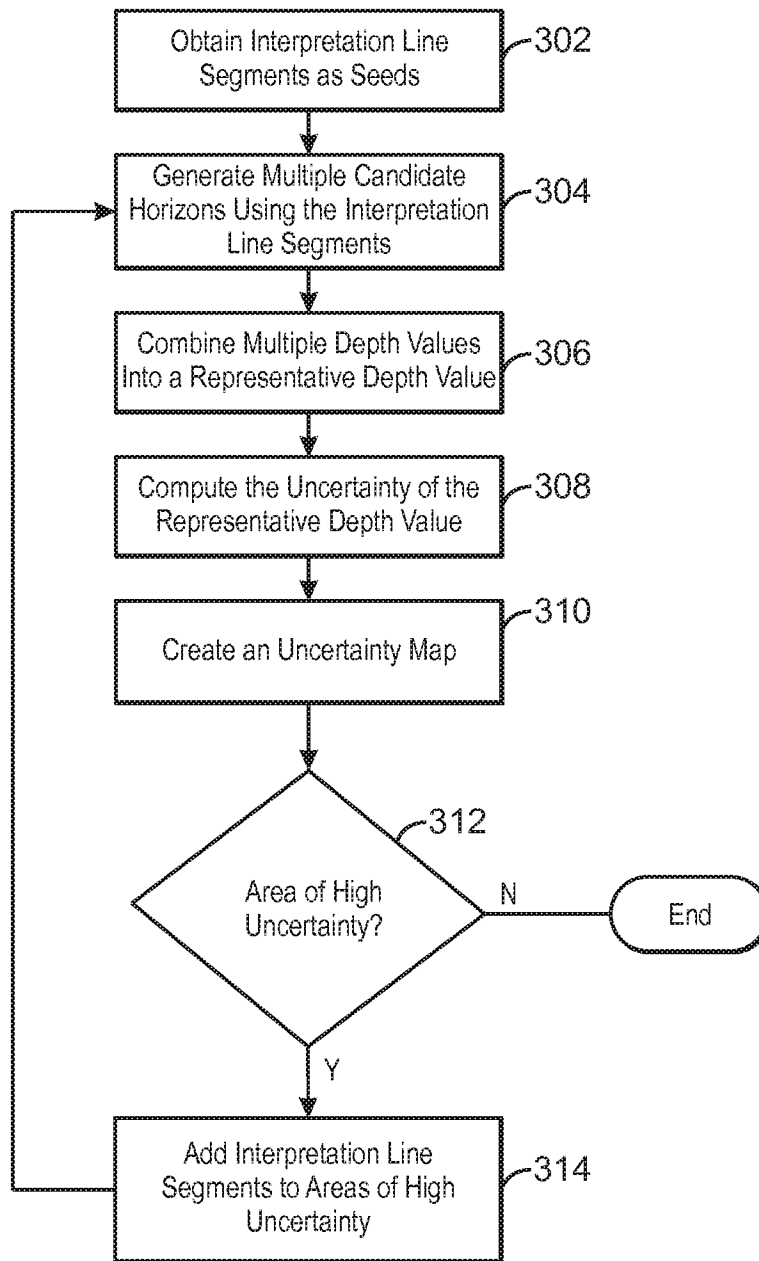 Obtain Interpretation Line
Segments as Seeds
302
Generate Multiple Candidate
Horizons Using the Interpretation
Line Segments
304
Combine Multiple Depth Values
Into a Representative Depth Value
306
Compute the Uncertainty of the
Representative Depth Value
308
Create an Uncertainty Map
310
Area of High
Uncertainty?
312
N
End
Y
Add Interpretation Line
Segments to Areas of High
Uncertainty
314